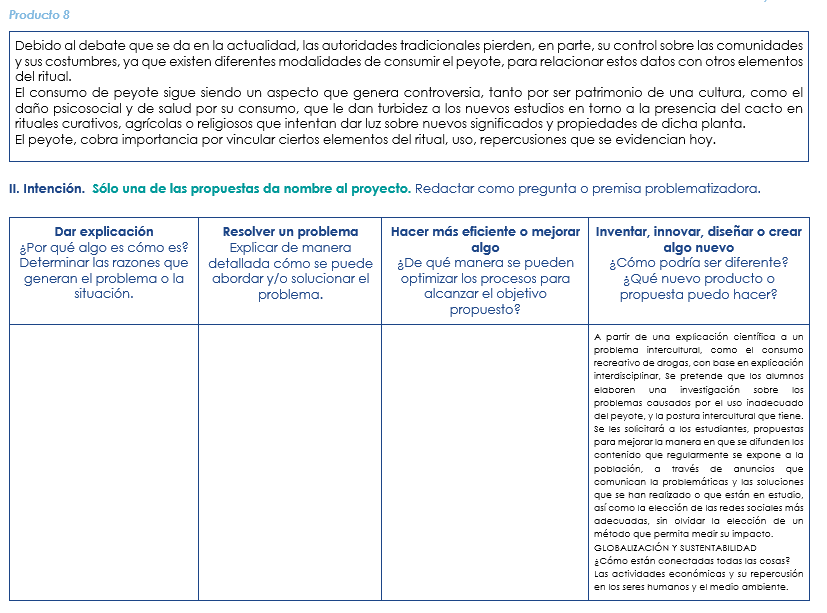 Producto 8
Debido al debate que se da en la actualidad, las autoridades tradicionales pierden, en parte, su control sobre las comunidades
y sus costumbres, ya que existen diferentes modalidades de consumir el peyote, para relacionar estos datos con otros elementos
del ritual.
El consumo de peyote sigue siendo un aspecto que genera controversia, tanto por ser patrimonio de una cultura, como el
daño psicosocial y de salud por su consumo, que le dan turbidez a los nuevos estudios en torno a la presencia del cacto en
rituales curativos, agrícolas o religiosos que intentan dar luz sobre nuevos significados y propiedades de dicha planta.
El peyote, cobra importancia por vincular ciertos elementos del ritual, uso, repercusiones que se evidencian hoy.
II. Intención. Sólo una de las propuestas da nombre al proyecto. Redactar como pregunta o premisa problematizadora.
Dar explicación
¿Por qué algo es cómo es?
Determinar las razones que
generan el problema o la
situación.
Resolver un problema
Explicar de manera
detallada cómo se puede
abordar y/o solucionar el
problema.
Hacer más eficiente o mejorar
algo
¿De qué manera se pueden
optimizar los procesos para
alcanzar el objetivo
propuesto?
Inventar, innovar, diseñar o crear
algo nuevo
¿Cómo podría ser diferente?
¿Qué nuevo producto o
propuesta puedo hacer?
A partir de una explicación científica a un
problema intercultural, como el consumo
recreativo de drogas, con base en explicación
interdisciplinar, Se pretende que los alumnos
elaboren una investigación sobre los
problemas causados por el uso inadecuado
del peyote, y la postura intercultural que tiene.
Se les solicitará a los estudiantes, propuestas
para mejorar la manera en que se difunden los
contenido que regularmente se expone a la
población, a través de anuncios que
comunican la problemáticas y las soluciones
que se han realizado o que están en estudio,
así como la elección de las redes sociales más
adecuadas, sin olvidar la elección de un
método que permita medir su impacto.
GLOBALIZACIÓN Y SUSTENTABILIDAD
¿Cómo están conectadas todas las cosas?
Las actividades económicas y su repercusión
en los seres humanos y el medio ambiente.